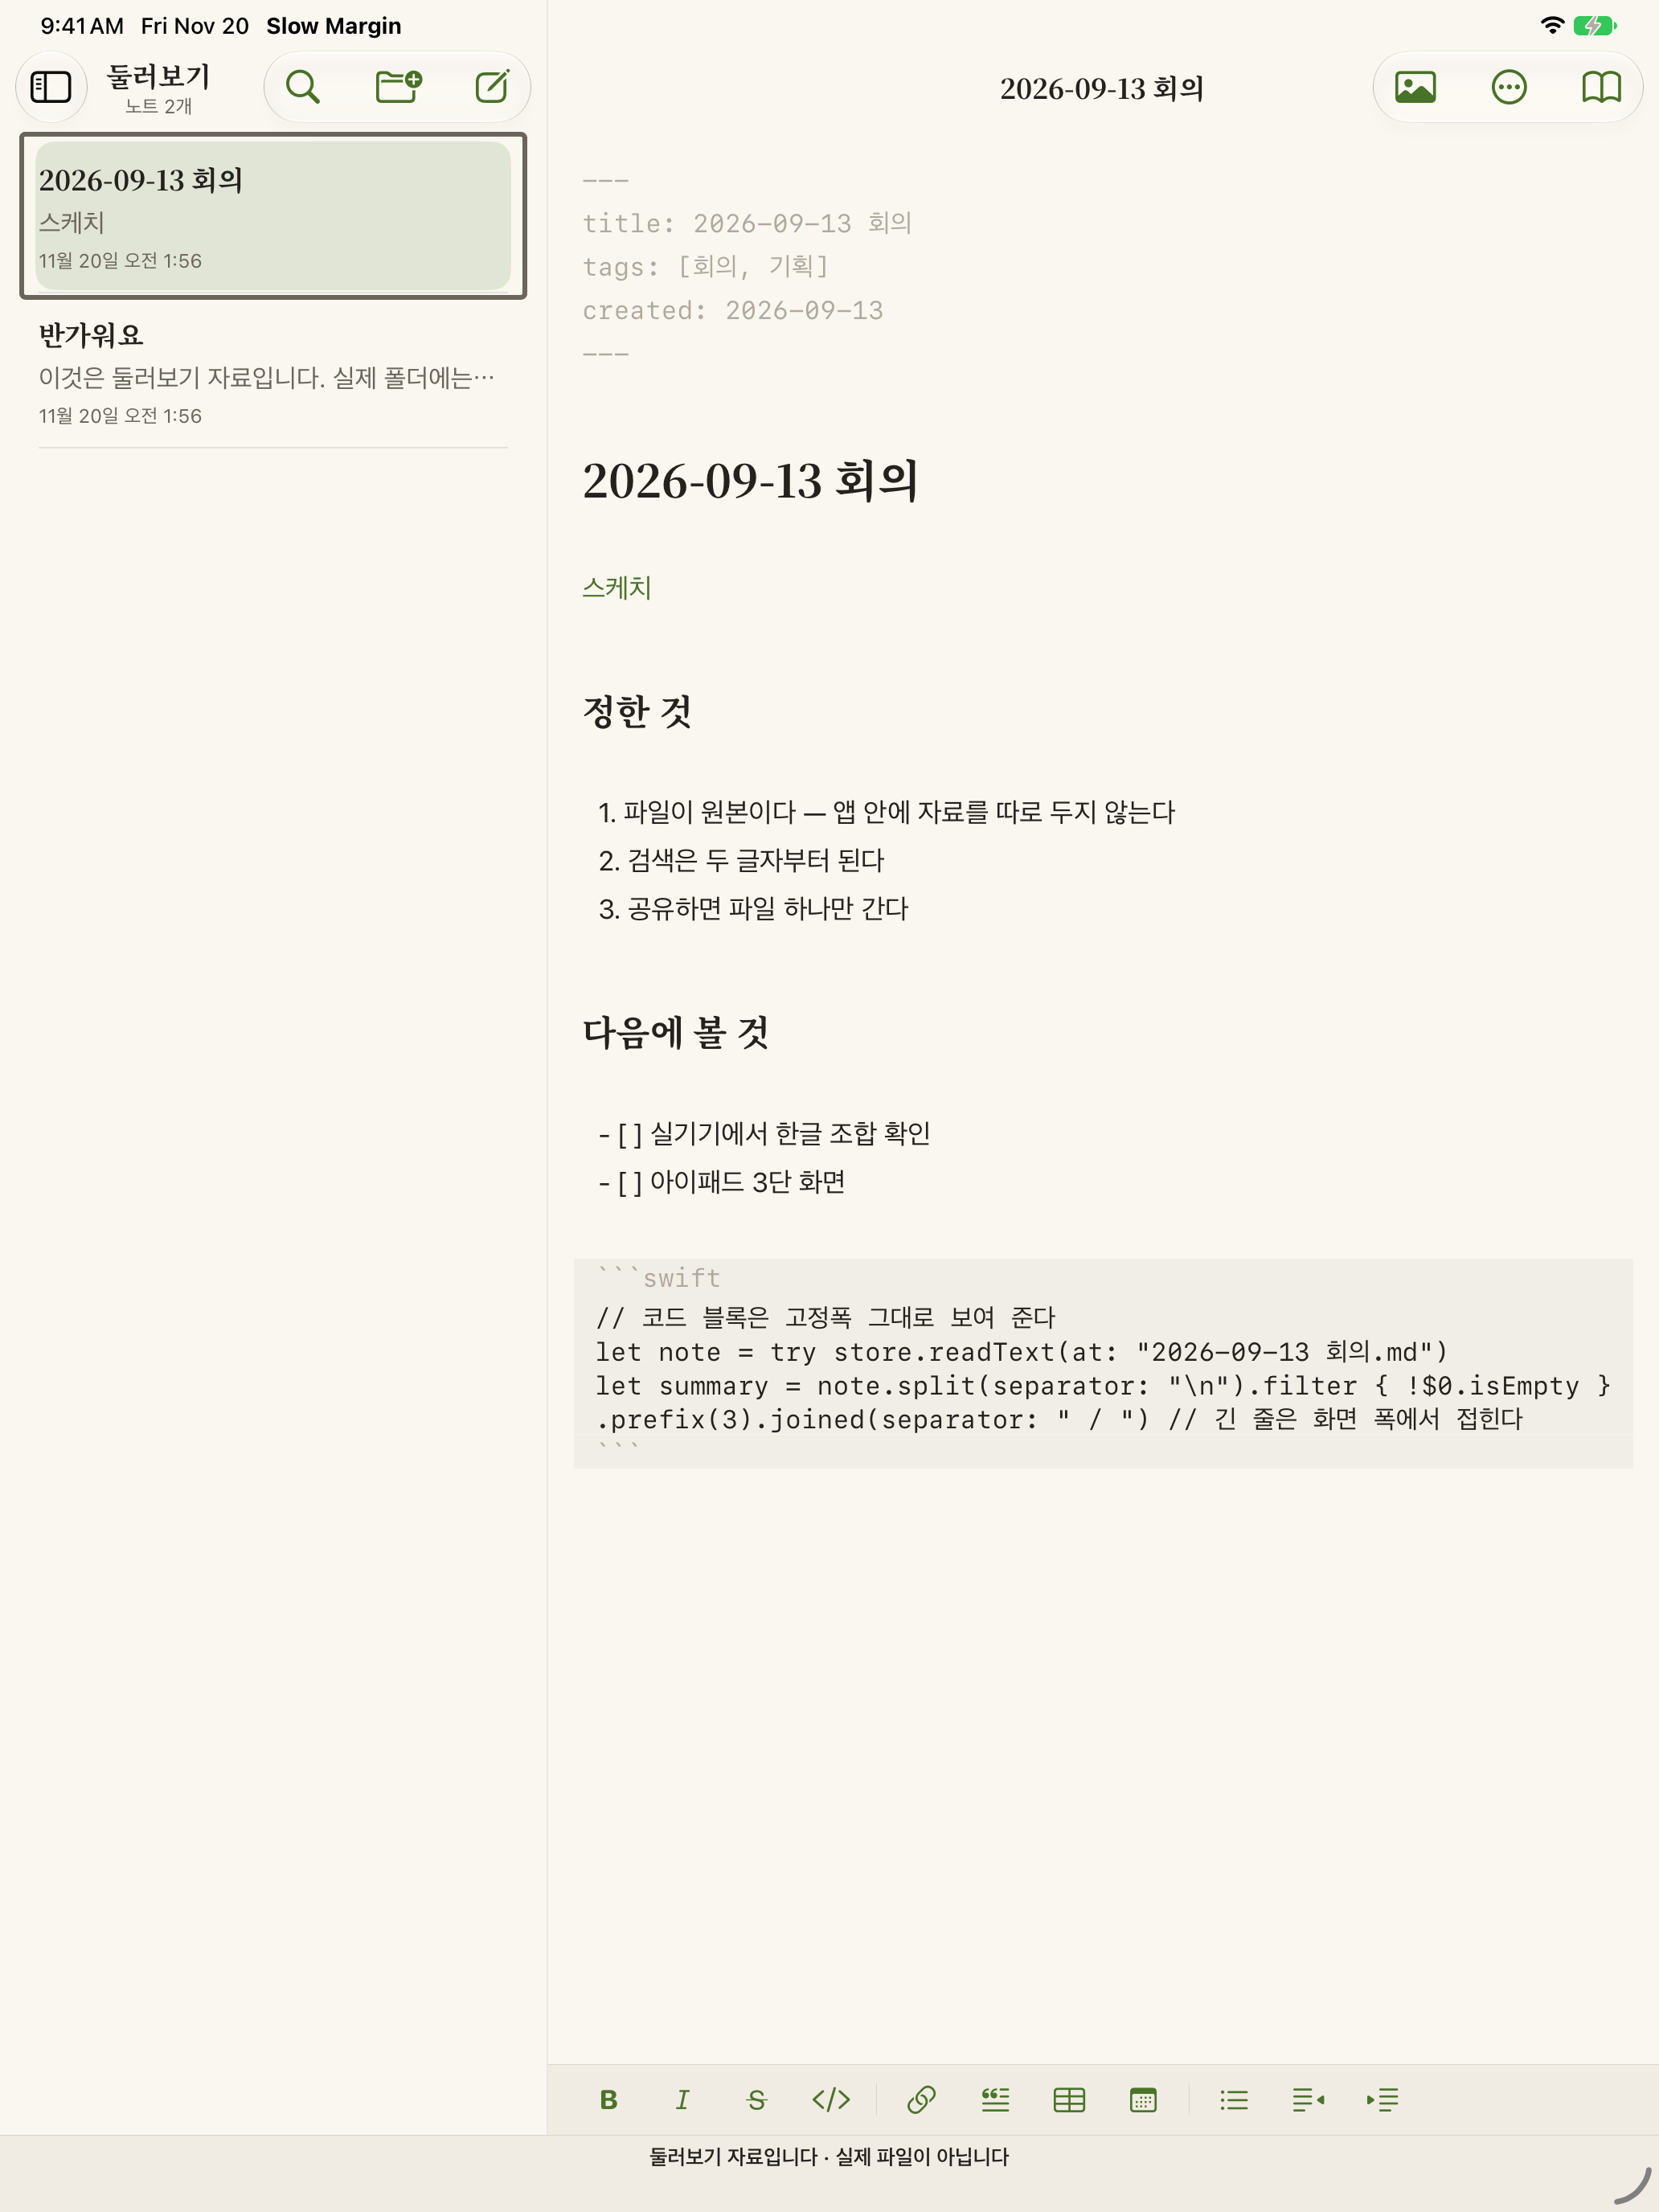 9:41 AM Fri Nov 20 Slow Margin
둘러보기
노트 2개
2026-09-13 회의
스케치
11월 20일 오전 1:56
반가워요
이것은 둘러보기 자료입니다. 실제 폴더에는…
11월 20일 오전 1:56
2026-09-13 회의
---
title: 2026-09-13 회의
tags: [회의, 기획]
created: 2026-09-13
---
2026-09-13 회의
스케치
정한 것
1. 파일이 원본이다 — 앱 안에 자료를 따로 두지 않는다
2. 검색은 두 글자부터 된다
3. 공유하면 파일 하나만 간다
다음에 볼 것
- [ ] 실기기에서 한글 조합 확인
- [ ] 아이패드 3단 화면
```swift
// 코드 블록은 고정폭 그대로 보여 준다
let note = try store.readText(at: "2026-09-13 회의.md")
let summary = note.split(separator: "\n").filter { !$0.isEmpty }
.prefix(3).joined(separator: " / ") // 긴 줄은 화면 폭에서 접힌다
```
B I S </>
둘러보기 자료입니다 · 실제 파일이 아닙니다